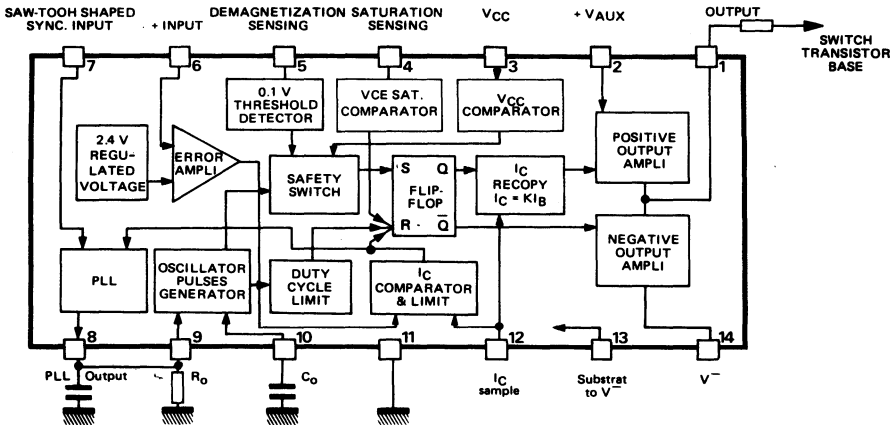 SAW-TOOH SHAPED
SYNC. INPUT
+ INPUT
DEMAGNETIZATION
SENSING
SATURATION
SENSING
VCC
+ VAUX
OUTPUT
SWITCH
TRANSISTOR
BASE
7
6
5
4
3
2
1
2.4 V
REGU-
LATED
VOLTAGE
ERROR
AMPLI
0.1 V
THRESHOLD
DETECTOR
VCE SAT.
COMPARATOR
VCC
COMPARATOR
POSITIVE
OUTPUT
AMPLI
SAFETY
SWITCH
S Q
FLIP-
FLOP
R Q̅
IC
RECOPY
IC = KIB
NEGATIVE
OUTPUT
AMPLI
PLL
OSCILLATOR
PULSES
GENERATOR
DUTY
CYCLE
LIMIT
IC
COMPARATOR
& LIMIT
8
9
10
11
12
13
14
PLL Output
Ro
Co
IC
sample
Substrat
to V−
V−